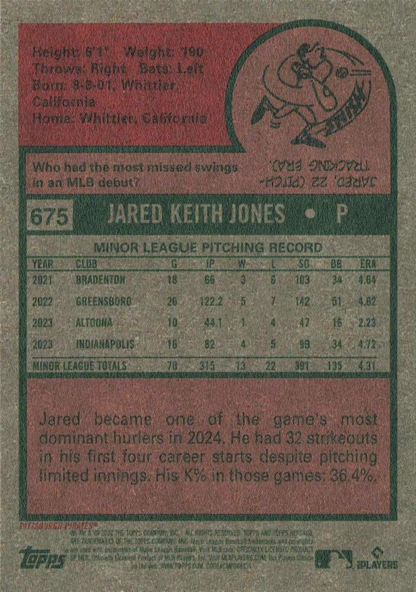 Height: 6'1" Weight: 190
Throws: Right Bats: Left
Born: 8-6-01, Whittier,
California
Home: Whittier, California
Who had the most missed swings
in an MLB debut?
JARED, 22 (PITCH-
TRACKING ERA).
675 JARED KEITH JONES • P
MINOR LEAGUE PITCHING RECORD
YEAR CLUB G IP W L SO BB ERA
2021 BRADENTON 18 66 3 6 103 34 4.64
2022 GREENSBORO 26 122.2 5 7 142 51 4.62
2023 ALTOONA 10 44.1 1 4 47 16 2.23
2023 INDIANAPOLIS 16 82 4 5 99 34 4.72
MINOR LEAGUE TOTALS 70 315 13 22 391 135 4.31
Jared became one of the game's most
dominant hurlers in 2024. He had 32 strikeouts
in his first four career starts despite pitching
limited innings. His K% in those games: 36.4%.
PITTSBURGH PIRATES
Topps
PLAYERS